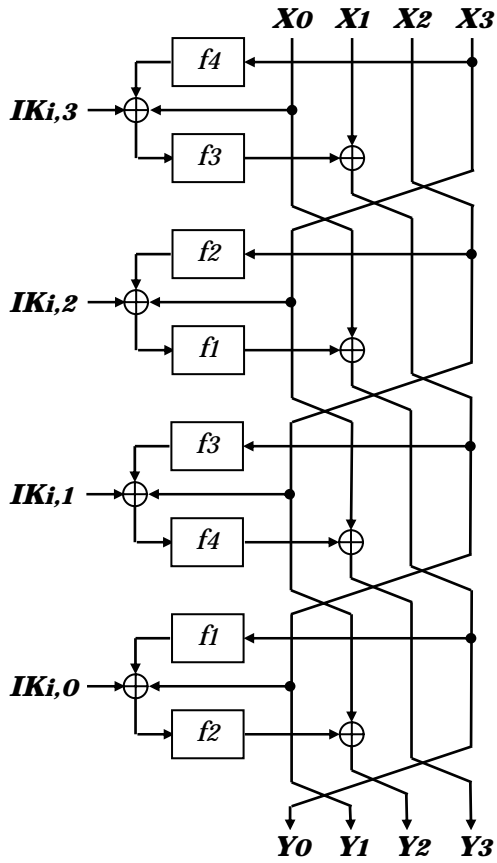 X0 X1 X2 X3
f4
IKi,3
f3
f2
IKi,2
f1
f3
IKi,1
f4
f1
IKi,0
f2
Y0 Y1 Y2 Y3